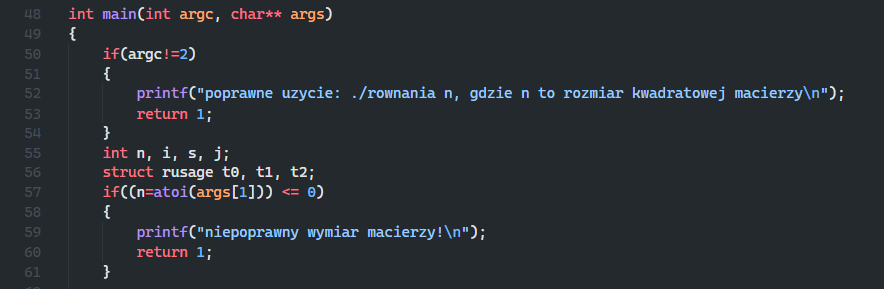 48 int main(int argc, char** args)
49 {
50 if(argc!=2)
51 {
52 printf("poprawne uzycie: ./rownania n, gdzie n to rozmiar kwadratowej macierzy\n");
53 return 1;
54 }
55 int n, i, s, j;
56 struct rusage t0, t1, t2;
57 if((n=atoi(args[1])) <= 0)
58 {
59 printf("niepoprawny wymiar macierzy!\n");
60 return 1;
61 }